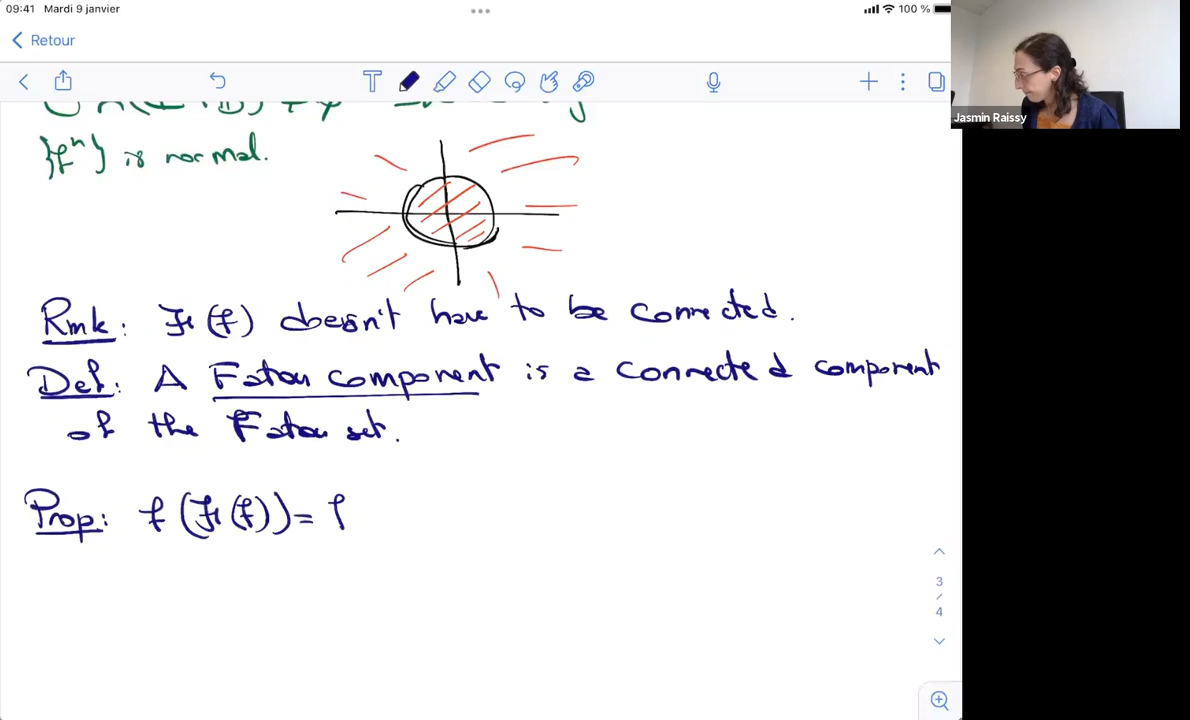 09:41 Mardi 9 janvier
100 %
Retour
Jasmin Raissy
{fⁿ} is normal.
Rmk: F(f) doesn't have to be connected.
Def: A Fatou component is a connected component
of the Fatou set.
Prop: f(F(f)) = f
3
/
4